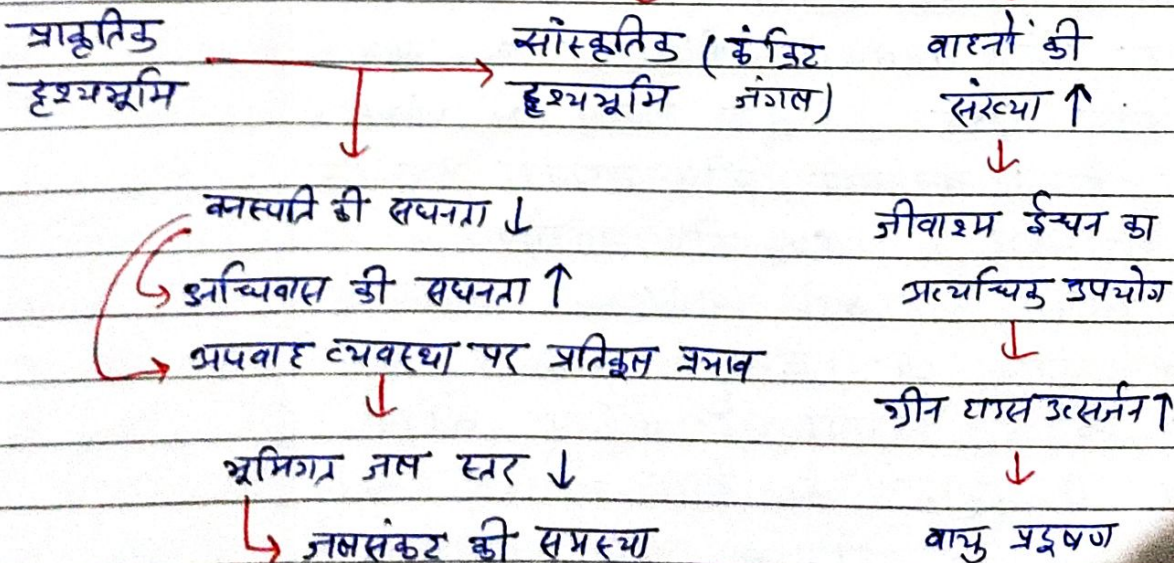 प्राकृतिक दृश्यभूमि → सांस्कृतिक दृश्यभूमि (कंक्रिट जंगल)
↓
वनस्पति की सघनता ↓
अधिवास की सघनता ↑
अपवाह व्यवस्था पर प्रतिकूल प्रभाव
↓
भूमिगत जल स्तर ↓
जलसंकट की समस्या
वाहनों की
संख्या ↑
↓
जीवाश्म ईंधन का
अत्यधिक उपयोग
↓
ग्रीन हाउस उत्सर्जन ↑
↓
वायु प्रदूषण